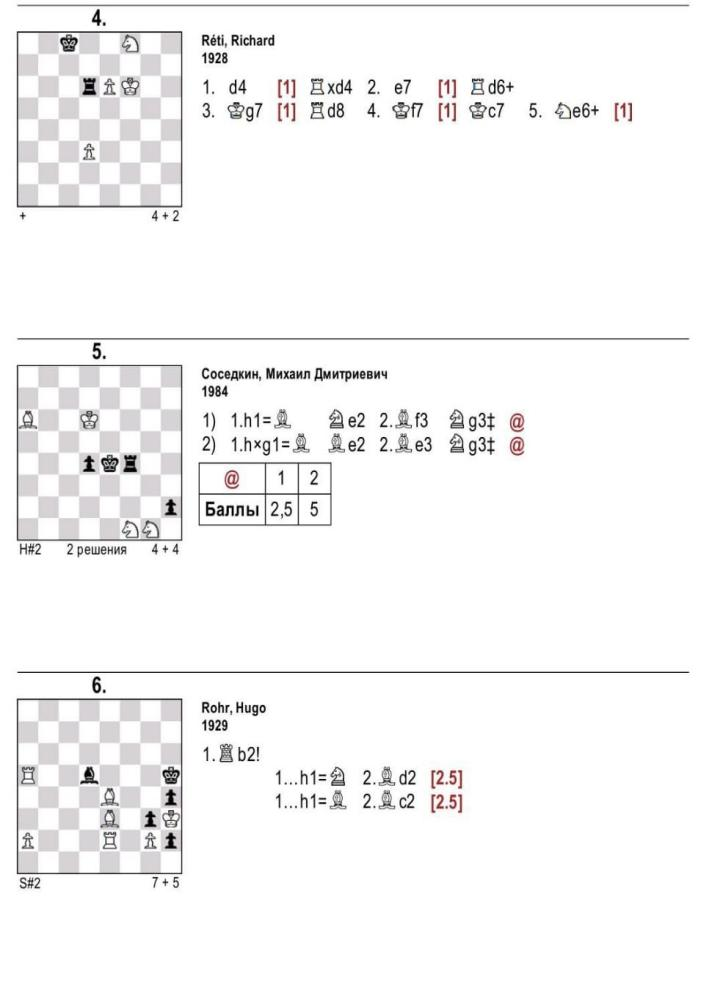 4.
Réti, Richard
1928
1. d4 [1] ♖xd4 2. e7 [1] ♖d6+
3. ♔g7 [1] ♖d8 4. ♔f7 [1] ♔c7 5. ♘e6+ [1]
+ 4 + 2
5.
Соседкин, Михаил Дмитриевич
1984
1) 1.h1=♗ ♘e2 2.♗f3 ♘g3‡ @
2) 1.h×g1=♗ ♗e2 2.♗e3 ♘g3‡ @
@ 1 2
Баллы 2,5 5
H#2 2 решения 4 + 4
6.
Rohr, Hugo
1929
1.♖b2!
1...h1=♘ 2.♗d2 [2.5]
1...h1=♗ 2.♗c2 [2.5]
S#2 7 + 5